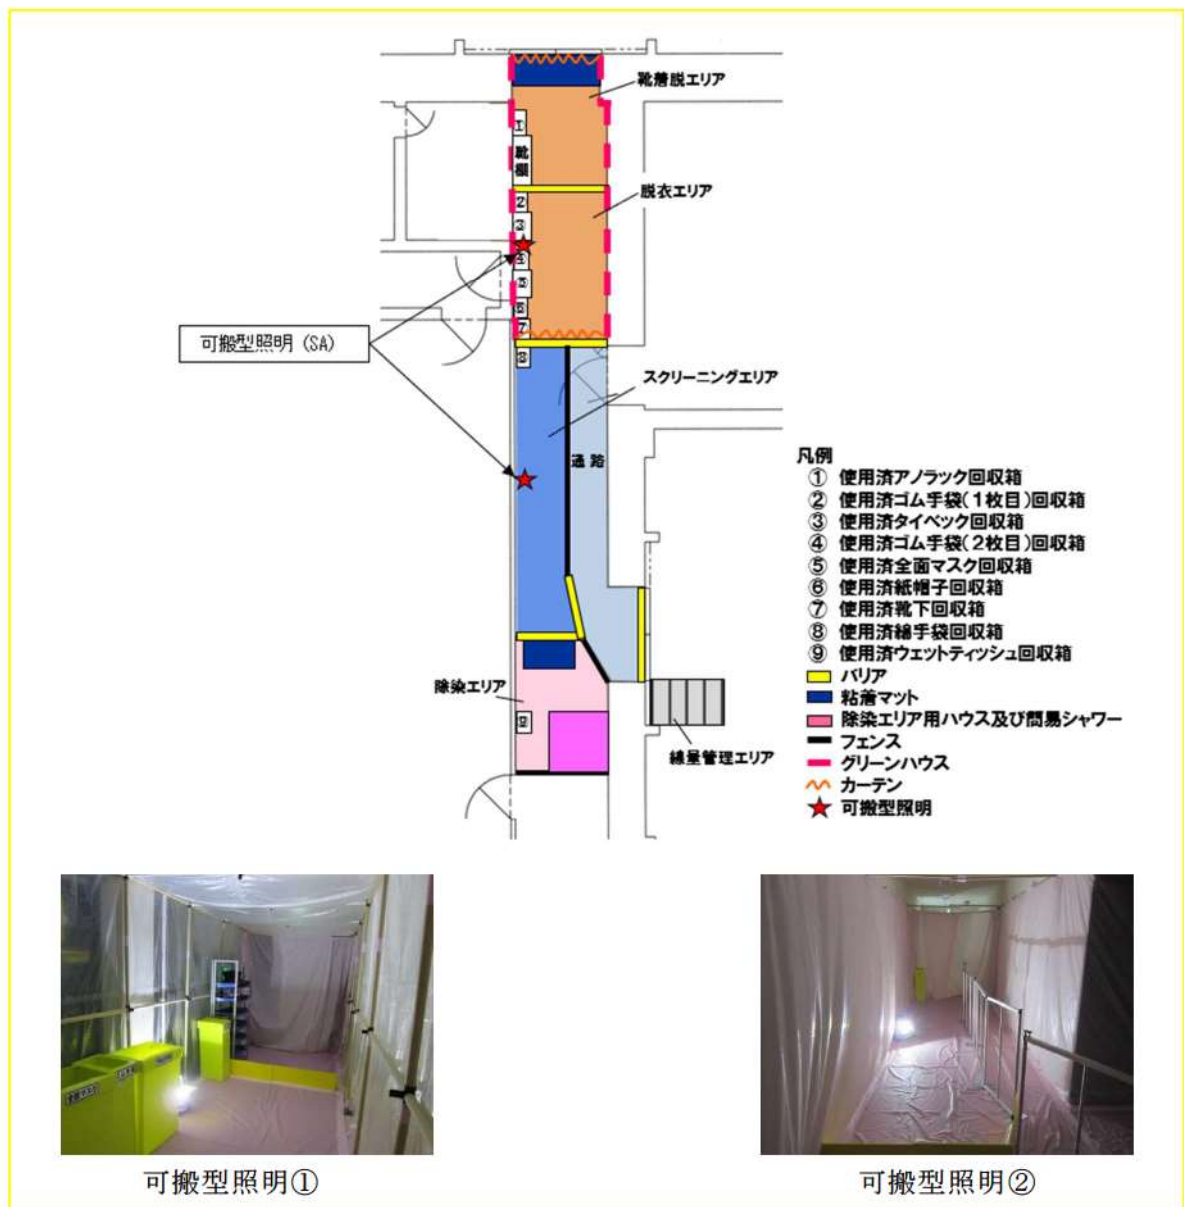 靴着脱エリア
①
靴棚
脱衣エリア
②
③
④
⑤
⑥
⑦
可搬型照明(SA)
⑧
スクリーニングエリア
通路
凡例
① 使用済アノラック回収箱
② 使用済ゴム手袋(1枚目)回収箱
③ 使用済タイベック回収箱
④ 使用済ゴム手袋(2枚目)回収箱
⑤ 使用済全面マスク回収箱
⑥ 使用済紙帽子回収箱
⑦ 使用済靴下回収箱
⑧ 使用済綿手袋回収箱
⑨ 使用済ウェットティッシュ回収箱
バリア
粘着マット
除染エリア用ハウス及び簡易シャワー
フェンス
グリーンハウス
カーテン
可搬型照明
除染エリア
⑨
線量管理エリア
可搬型照明①
可搬型照明②